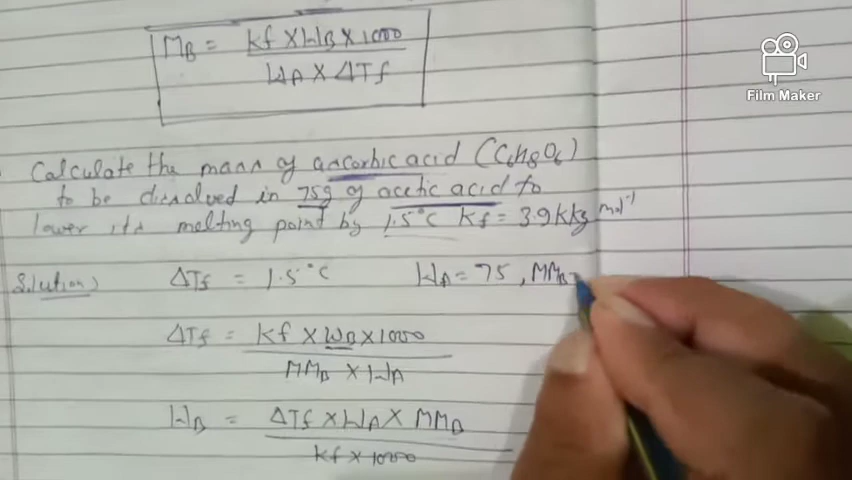 MB = Kf × WB × 1000
WA × ΔTf
Film Maker
Calculate the mass of ascorbic acid (C6H8O6)
to be dissolved in 75g of acetic acid to
lower its melting point by 1.5°C Kf = 3.9 K Kg mol⁻¹
Solution) ΔTf = 1.5°C WA = 75, MMB =
ΔTf = Kf × WB × 1000
MMB × WA
WB = ΔTf × WA × MMB
Kf × 1000